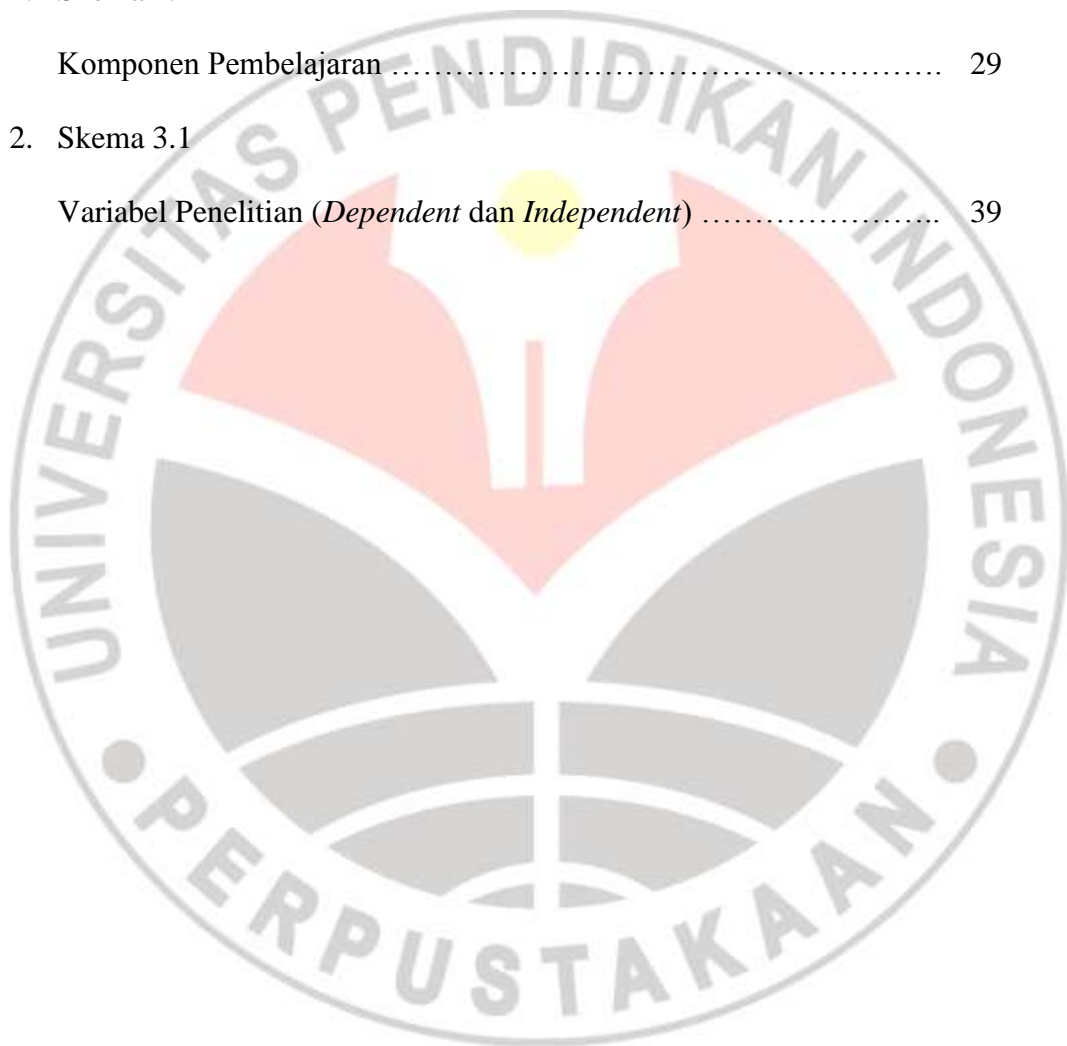 Komponen Pembelajaran ……………………………………………. 29
2. Skema 3.1
Variabel Penelitian (Dependent dan Independent) …………………. 39
UNIVERSITAS PENDIDIKAN INDONESIA
PERPUSTAKAAN